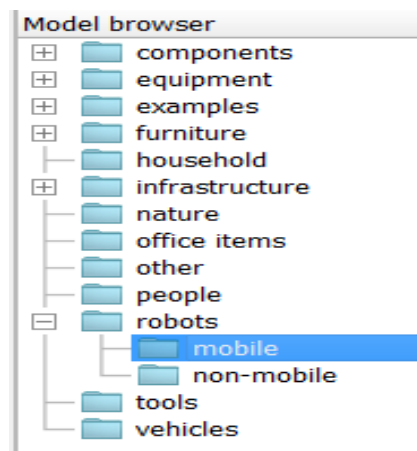 Model browser
components
equipment
examples
furniture
household
infrastructure
nature
office items
other
people
robots
mobile
non-mobile
tools
vehicles